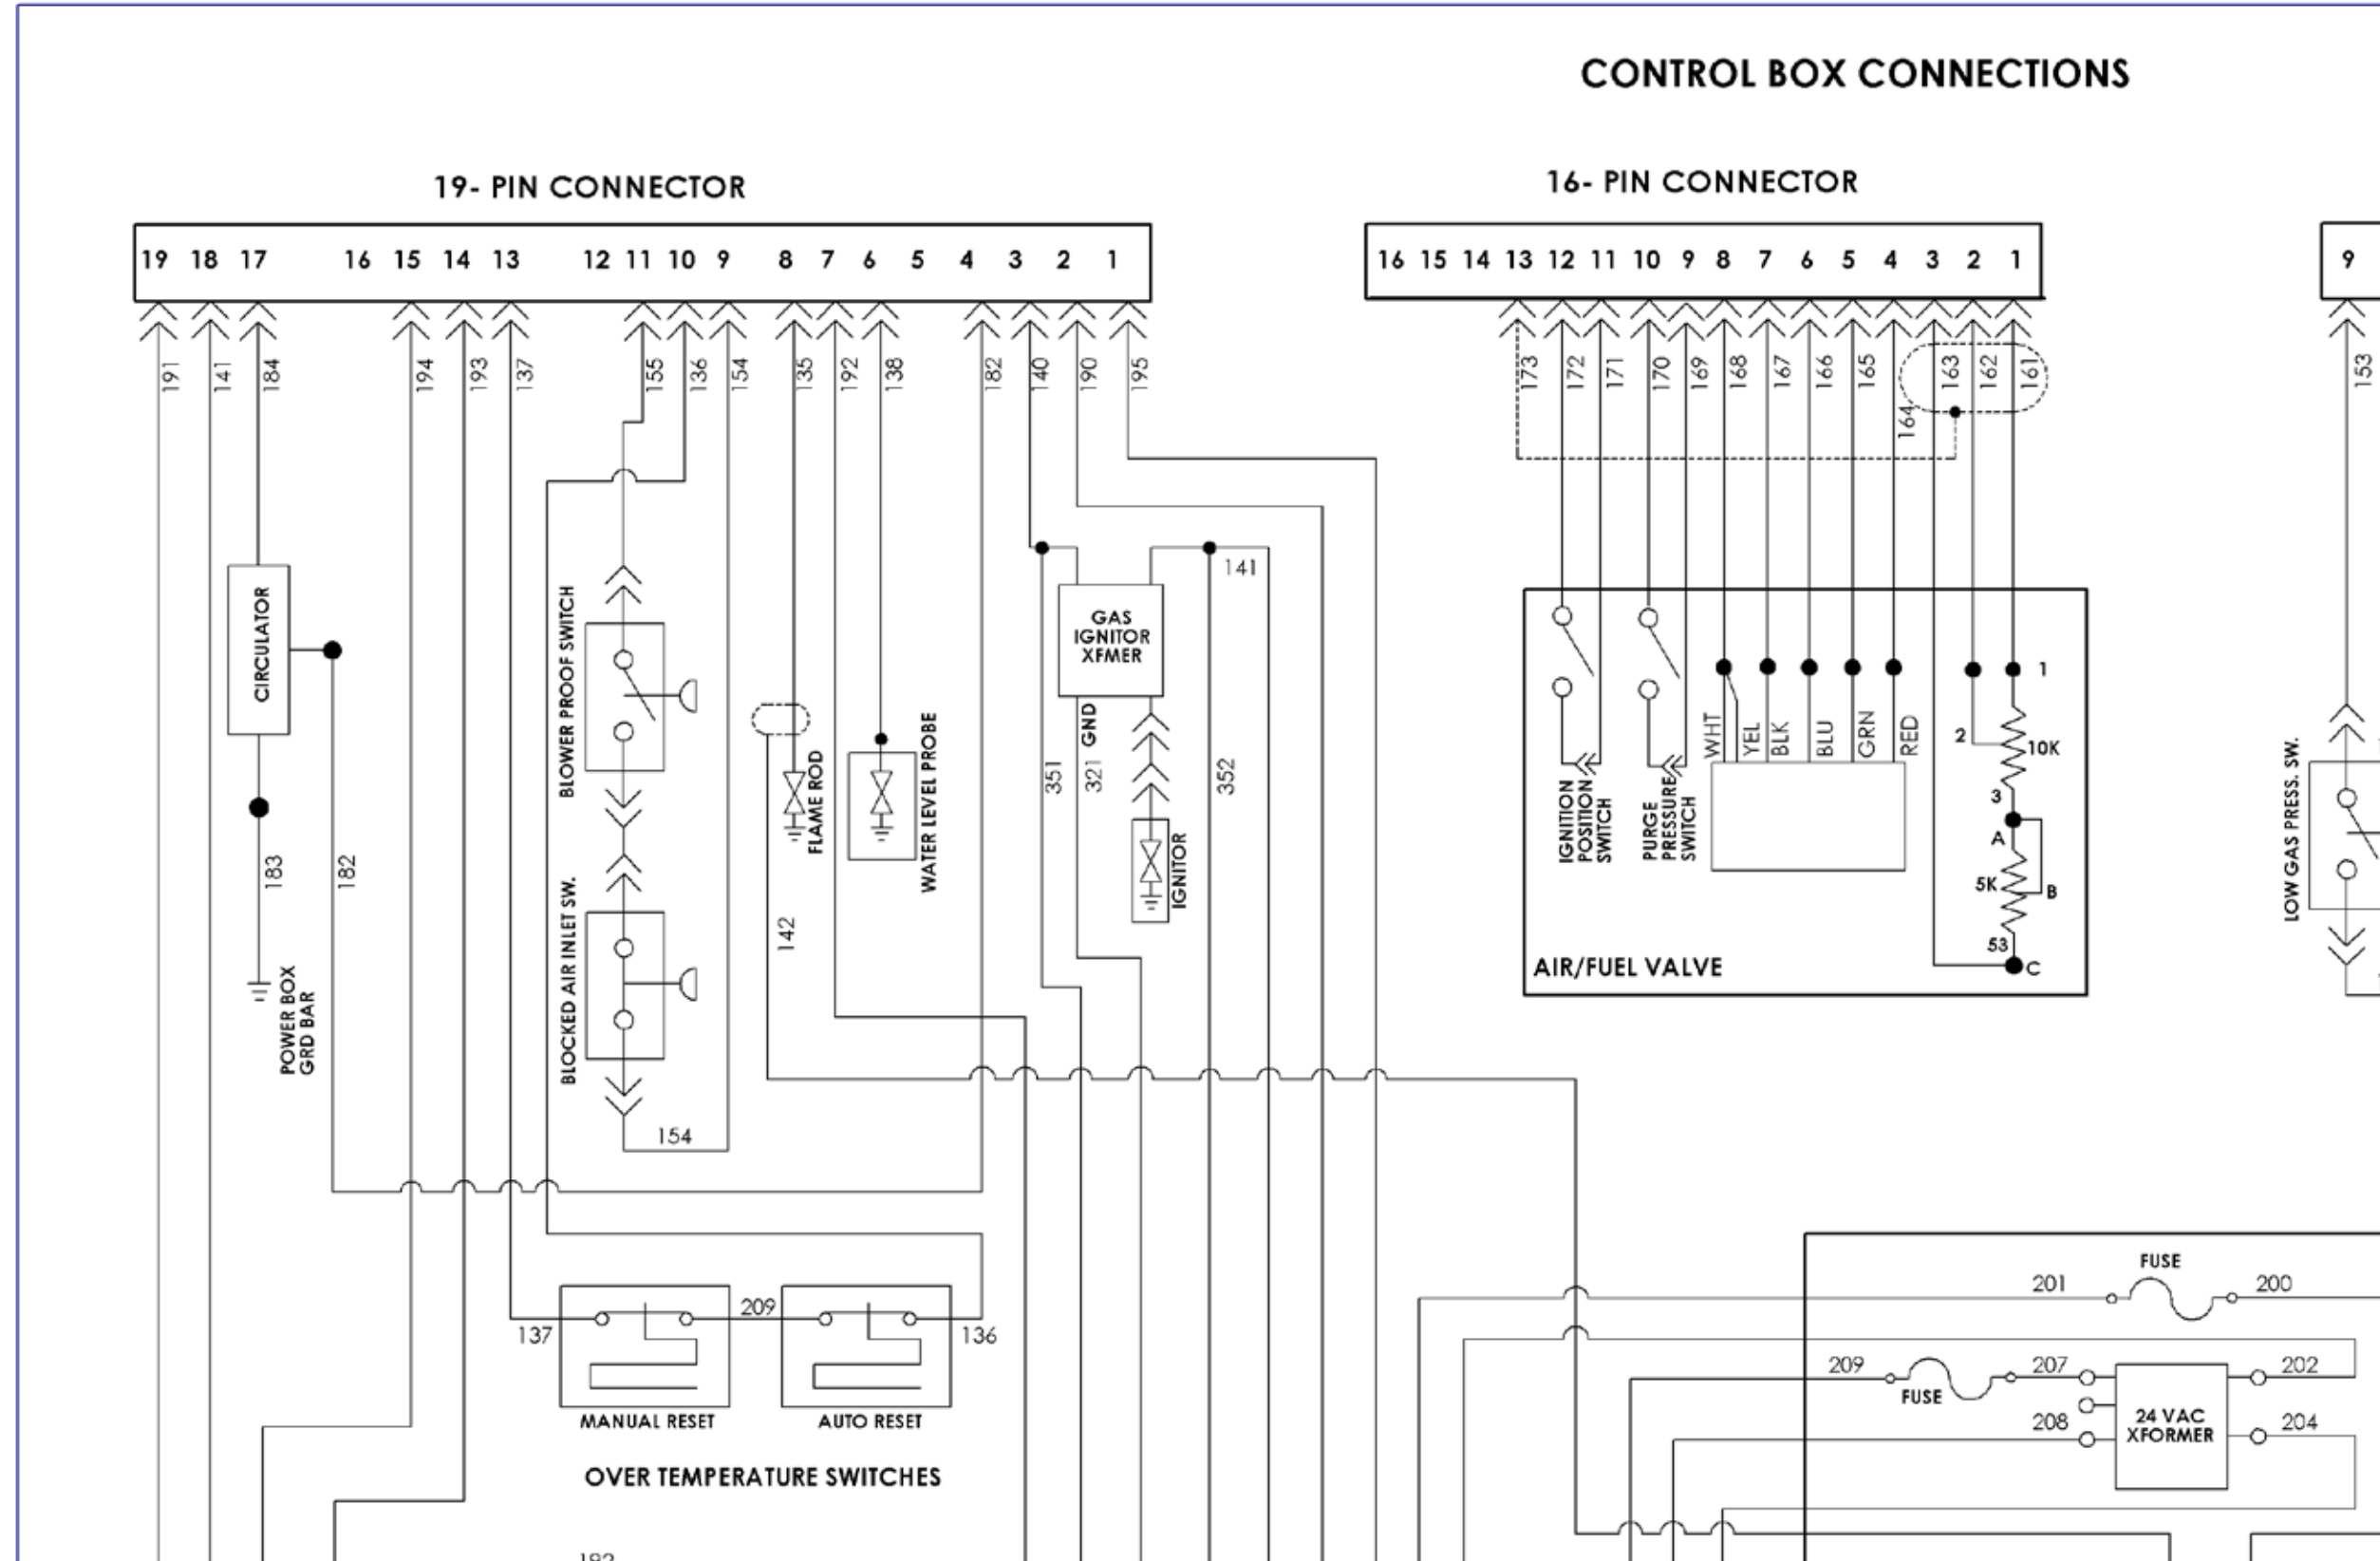 CONTROL BOX CONNECTIONS
19- PIN CONNECTOR
16- PIN CONNECTOR
19 18 17 16 15 14 13 12 11 10 9 8 7 6 5 4 3 2 1
16 15 14 13 12 11 10 9 8 7 6 5 4 3 2 1
9
191
141
184
194
193
137
155
136
154
135
192
138
182
140
190
195
173
172
171
170
169
168
167
166
165
164
163
162
161
153
CIRCULATOR
183
182
POWER BOX
GRD BAR
BLOWER PROOF SWITCH
BLOCKED AIR INLET SW.
154
142
FLAME ROD
WATER LEVEL PROBE
141
GAS
IGNITOR
XFMER
GND
351
321
352
IGNITOR
IGNITION
POSITION
SWITCH
PURGE
PRESSURE
SWITCH
WHT
YEL
BLK
BLU
GRN
RED
1
2
10K
3
A
5K
B
53
C
AIR/FUEL VALVE
LOW GAS PRESS. SW.
137
209
136
MANUAL RESET
AUTO RESET
OVER TEMPERATURE SWITCHES
FUSE
201
200
209
FUSE
207
202
208
24 VAC
XFORMER
204